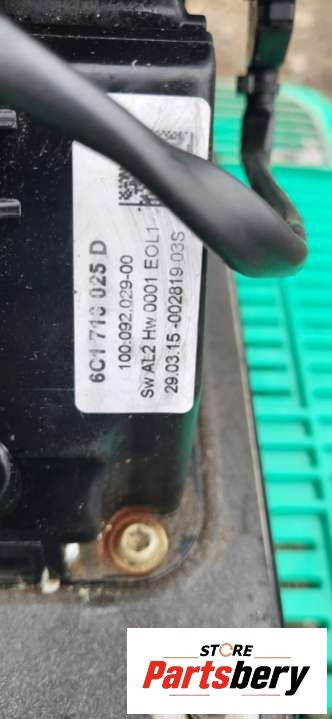 6C1 713 025 D
100.092.029-00
Sw AL2 Hw 0001 EOL1
29.03.15-002819-03S
STORE
Partsbery